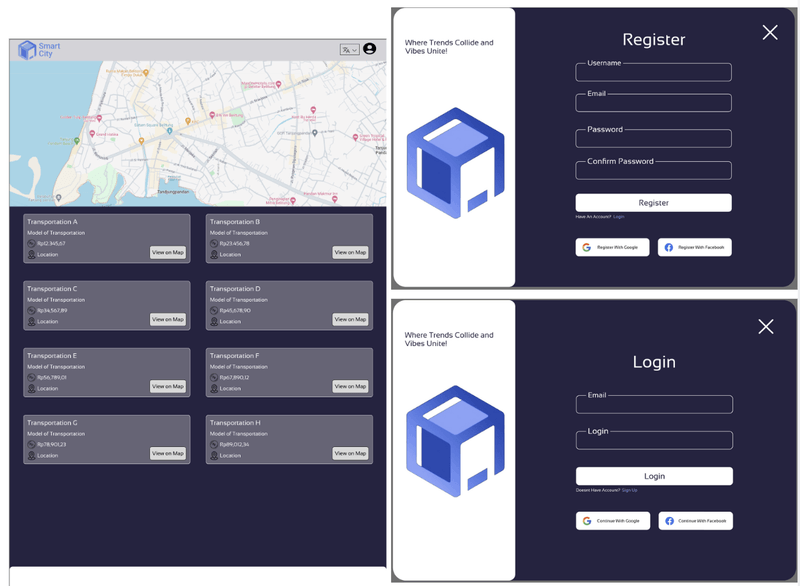 Smart
City
Tanjungpandan
Transportation A
Model of Transportation
Rp12.345,67
Location
View on Map
Transportation B
Model of Transportation
Rp23.456,78
Location
View on Map
Transportation C
Model of Transportation
Rp34,567,89
Location
View on Map
Transportation D
Model of Transportation
Rp45,678,90
Location
View on Map
Transportation E
Model of Transportation
Rp56,789,01
Location
View on Map
Transportation F
Model of Transportation
Rp67,890,12
Location
View on Map
Transportation G
Model of Transportation
Rp78,901,23
Location
View on Map
Transportation H
Model of Transportation
Rp89,012,34
Location
View on Map
Where Trends Collide and
Vibes Unite!
Register
Username
Email
Password
Confirm Password
Register
Have An Account? Login
Register With Google
Register With Facebook
Where Trends Collide and
Vibes Unite!
Login
Email
Login
Login
Doesnt Have Account? Sign Up
Continue With Google
Continue With Facebook